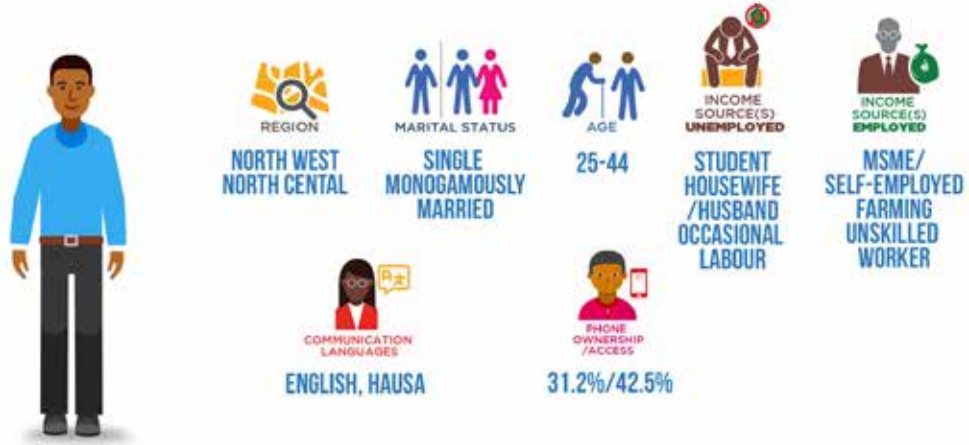 REGION
NORTH WEST
NORTH CENTAL
MARITAL STATUS
SINGLE
MONOGAMOUSLY
MARRIED
AGE
25-44
INCOME
SOURCE(S)
UNEMPLOYED
STUDENT
HOUSEWIFE
/HUSBAND
OCCASIONAL
LABOUR
INCOME
SOURCE(S)
EMPLOYED
MSME/
SELF-EMPLOYED
FARMING
UNSKILLED
WORKER
COMMUNICATION
LANGUAGES
ENGLISH, HAUSA
PHONE
OWNERSHIP
/ACCESS
31.2%/42.5%